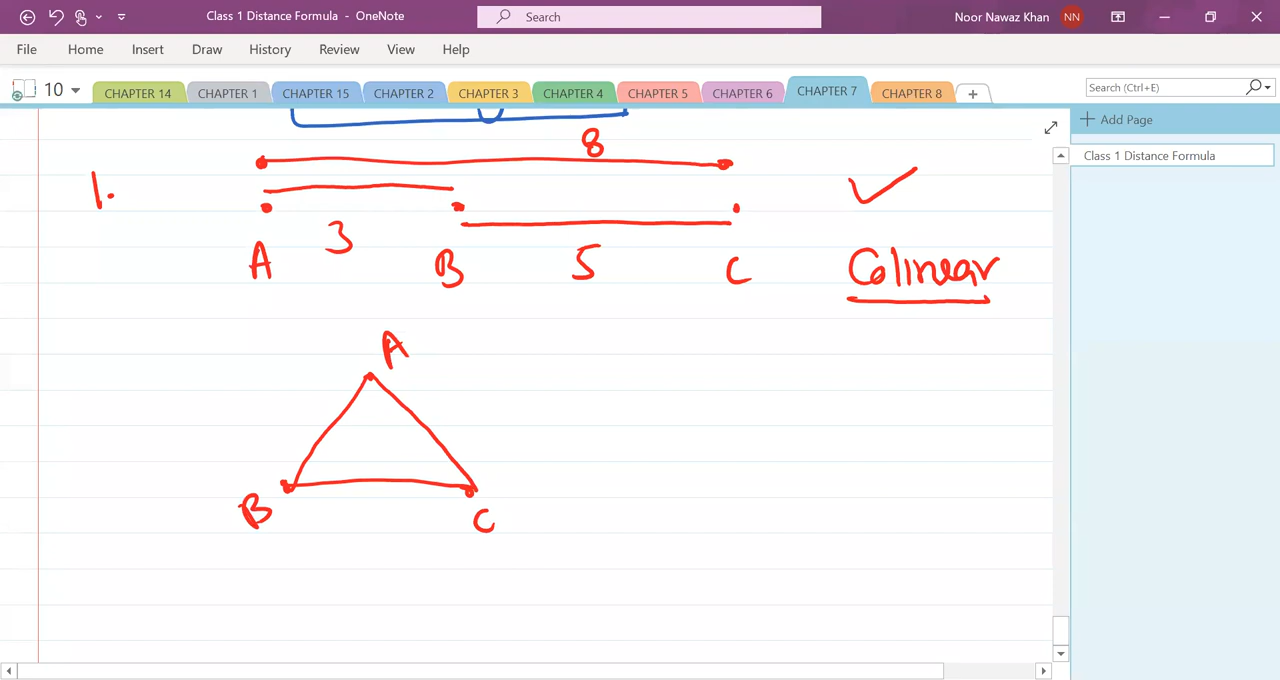 Class 1 Distance Formula - OneNote
Search
Noor Nawaz Khan NN
File Home Insert Draw History Review View Help
10 CHAPTER 14 CHAPTER 1 CHAPTER 15 CHAPTER 2 CHAPTER 3 CHAPTER 4 CHAPTER 5 CHAPTER 6 CHAPTER 7 CHAPTER 8
Search (Ctrl+E)
Add Page
Class 1 Distance Formula
8
1.
3
A B 5 C Colinear
A
B C